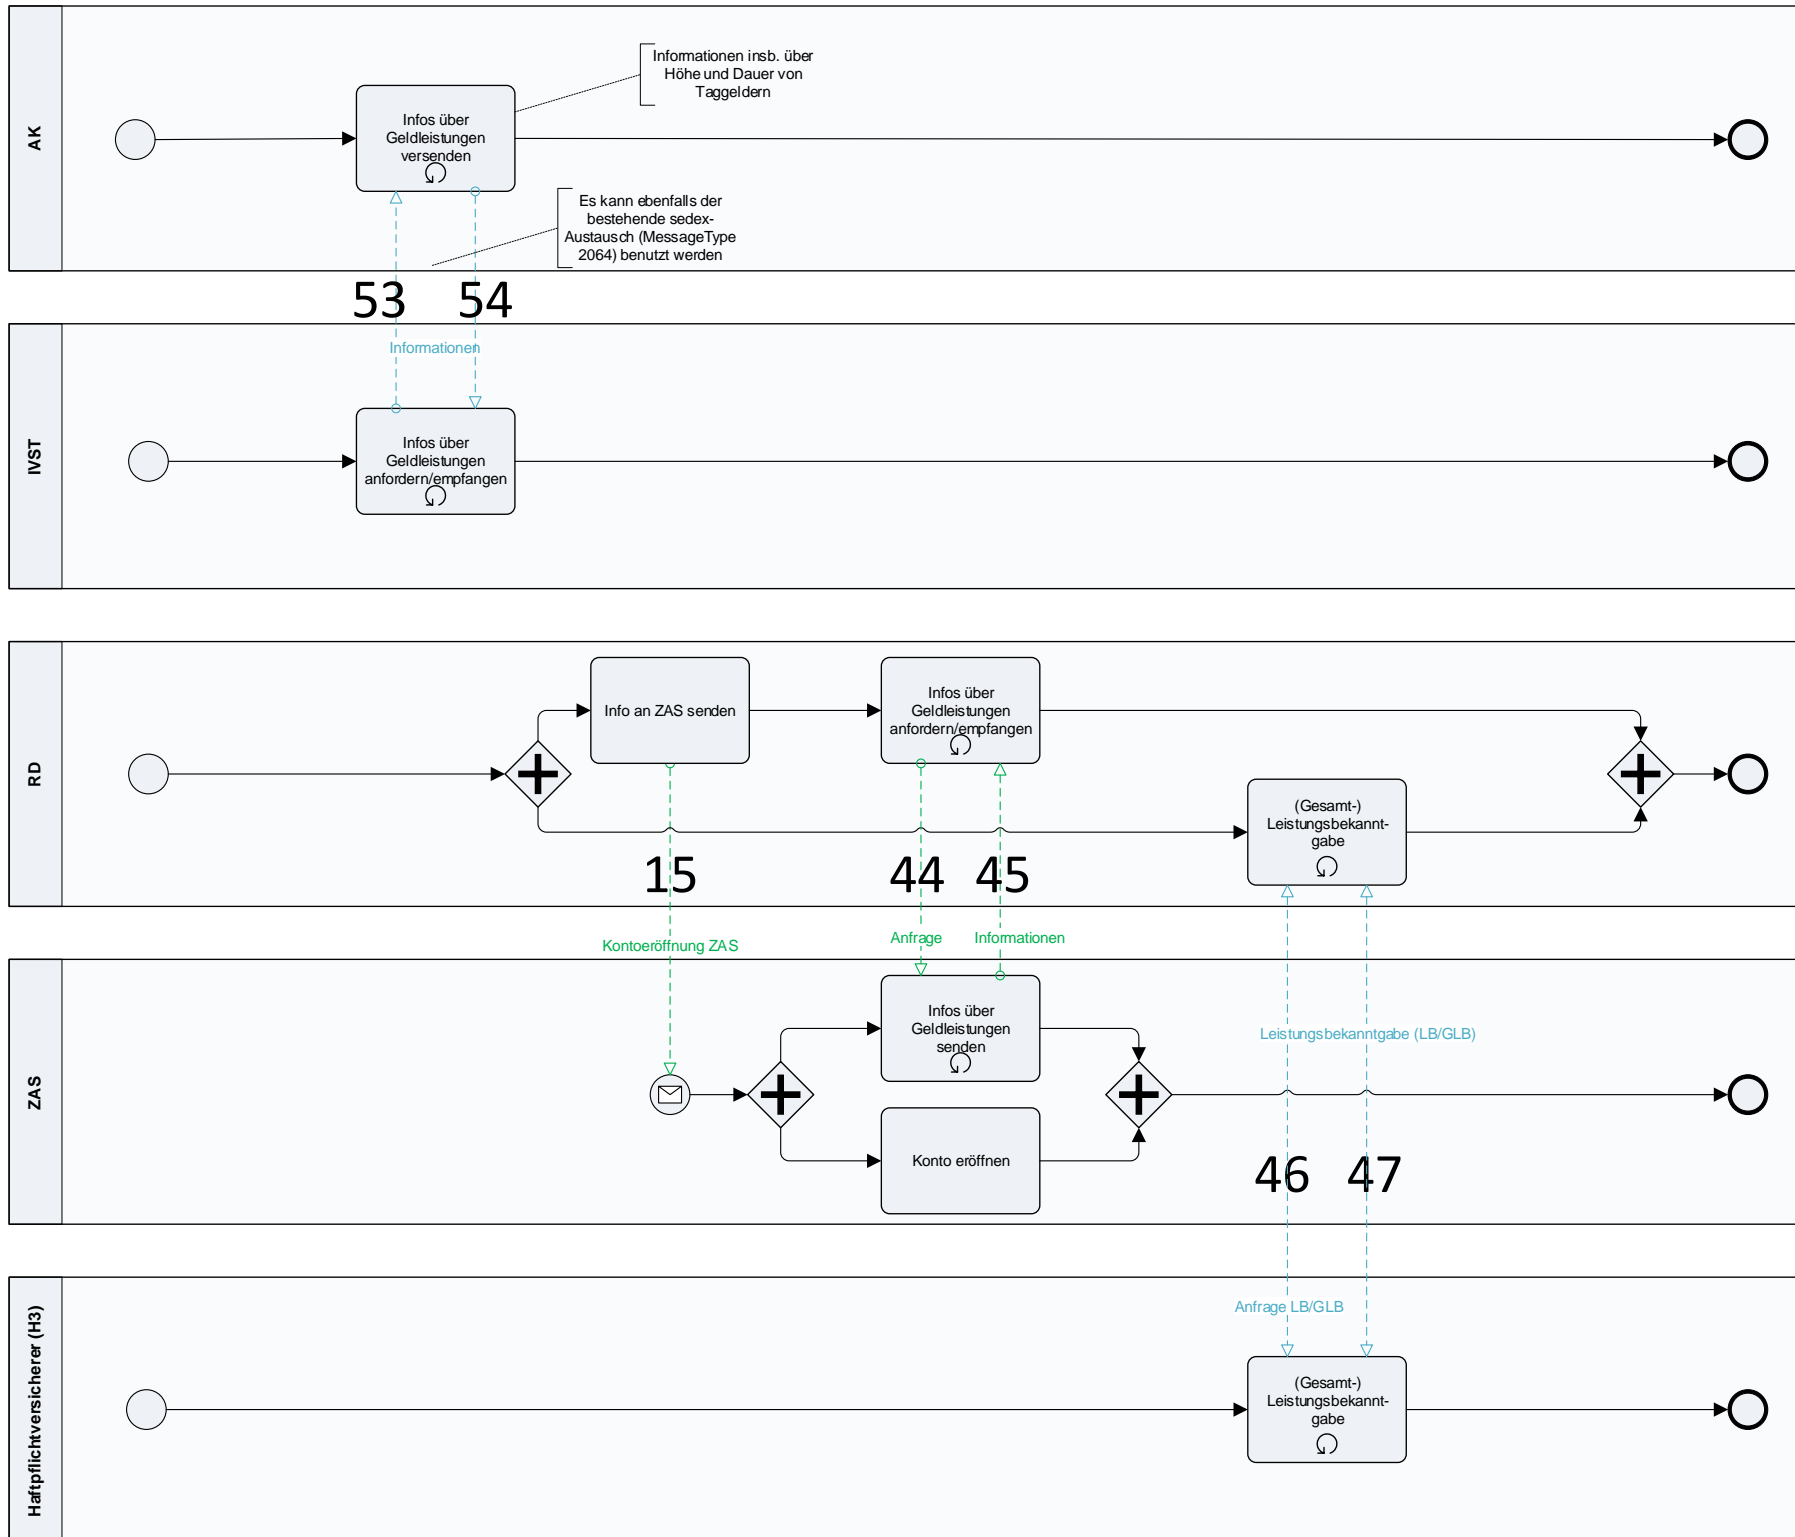 AK
Informationen insb. über
Höhe und Dauer von
Taggeldern
Infos über
Geldleistungen
versenden
Es kann ebenfalls der
bestehende sedex-
Austausch (MessageType
2064) benutzt werden
53
54
IVST
Informationen
Infos über
Geldleistungen
anfordern/empfangen
RD
Info an ZAS senden
Infos über
Geldleistungen
anfordern/empfangen
(Gesamt-)
Leistungsbekannt-
gabe
15
44
45
Kontoeröffnung ZAS
Anfrage
Informationen
ZAS
Infos über
Geldleistungen
senden
Leistungsbekanntgabe (LB/GLB)
Konto eröffnen
46
47
Haftpflichtversicherer (H3)
Anfrage LB/GLB
(Gesamt-)
Leistungsbekannt-
gabe